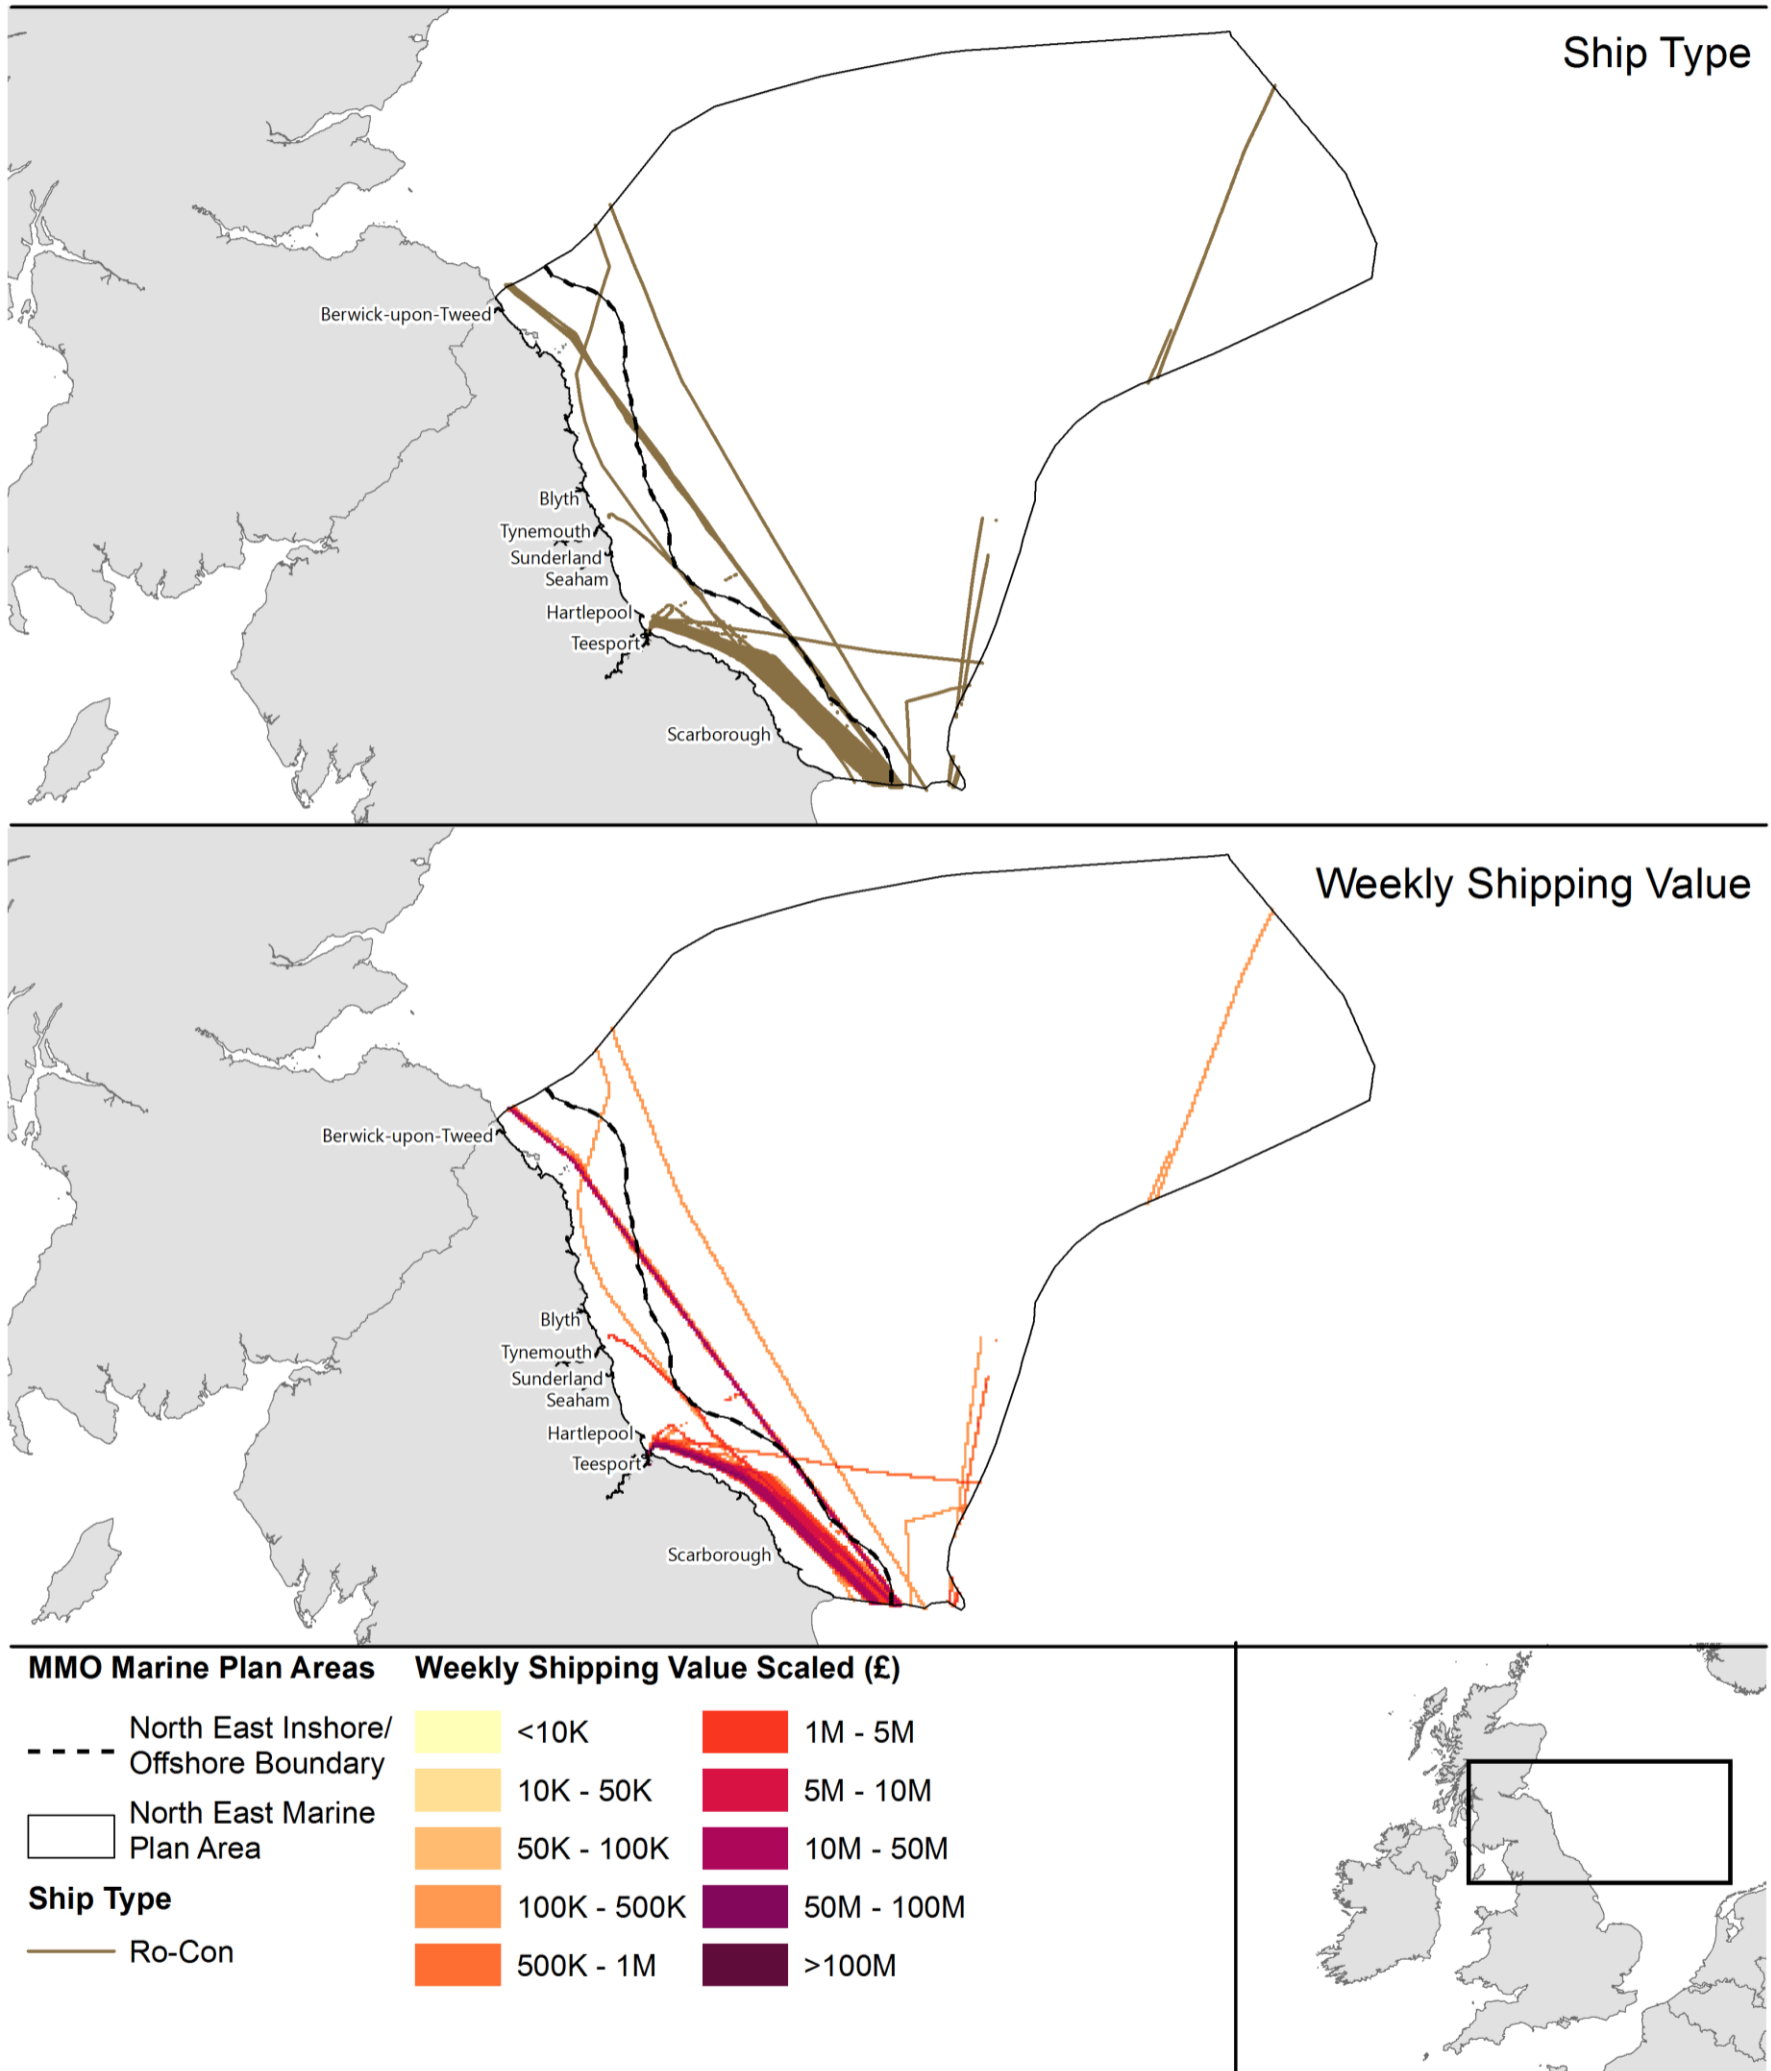 Ship Type
Berwick-upon-Tweed
Blyth
Tynemouth
Sunderland
Seaham
Hartlepool
Teesport
Scarborough
Weekly Shipping Value
Berwick-upon-Tweed
Blyth
Tynemouth
Sunderland
Seaham
Hartlepool
Teesport
Scarborough
MMO Marine Plan Areas
North East Inshore/
Offshore Boundary
North East Marine
Plan Area
Ship Type
Ro-Con
Weekly Shipping Value Scaled (£)
<10K
10K - 50K
50K - 100K
100K - 500K
500K - 1M
1M - 5M
5M - 10M
10M - 50M
50M - 100M
>100M